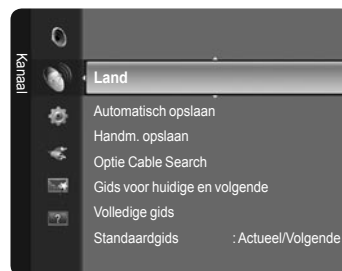 Kanaal
Land
Automatisch opslaan
Handm. opslaan
Optie Cable Search
Gids voor huidige en volgende
Volledige gids
Standaardgids : Actueel/Volgende
?